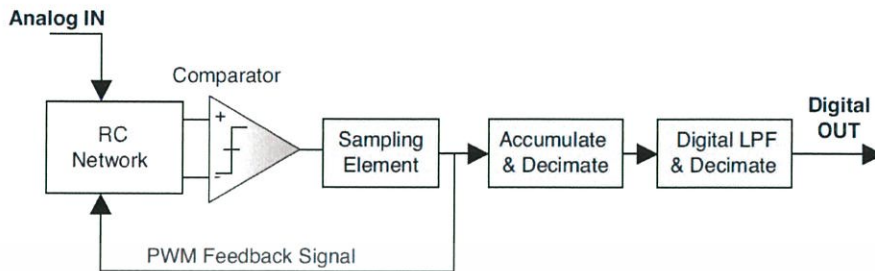 Analog IN
Comparator
+
-
RC
Network
Sampling
Element
Accumulate
& Decimate
Digital LPF
& Decimate
Digital
OUT
PWM Feedback Signal